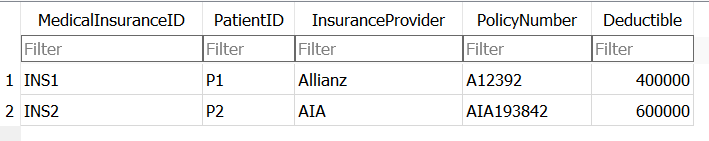 MedicalInsuranceID PatientID InsuranceProvider PolicyNumber Deductible
Filter Filter Filter Filter Filter
1 INS1 P1 Allianz A12392 400000
2 INS2 P2 AIA AIA193842 600000